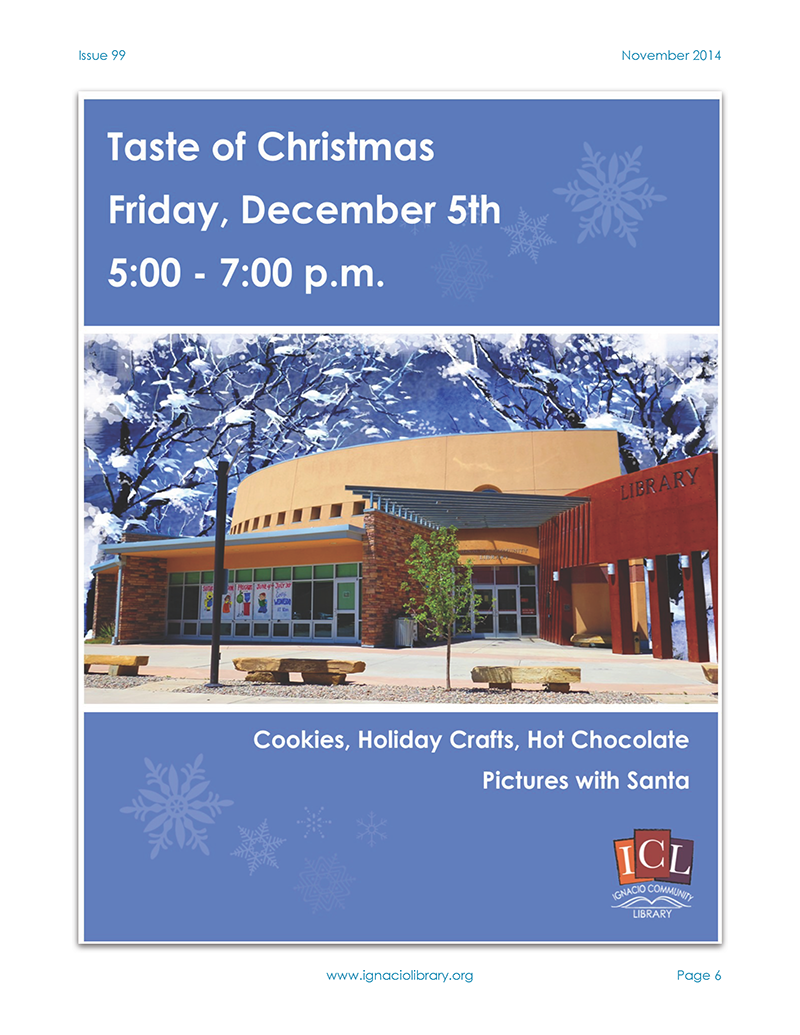 Issue 99
November 2014
Taste of Christmas
Friday, December 5th
5:00 - 7:00 p.m.
LIBRARY
Cookies, Holiday Crafts, Hot Chocolate
Pictures with Santa
ICL
IGNACIO COMMUNITY
LIBRARY
www.ignaciolibrary.org
Page 6